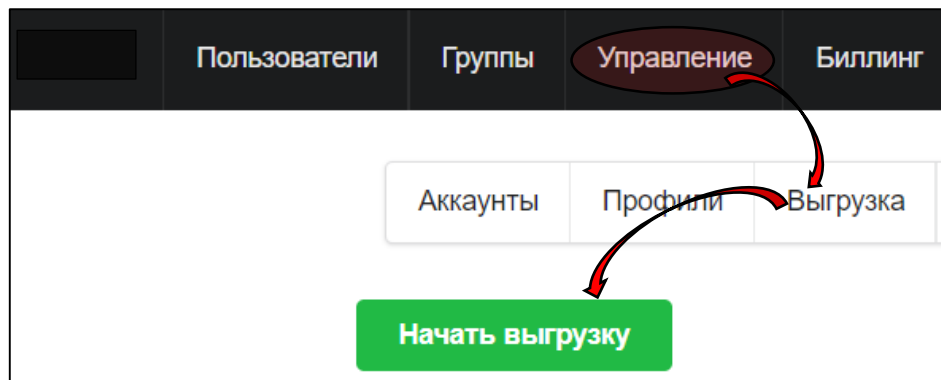 Пользователи Группы Управление Биллинг
Аккаунты Профили Выгрузка
Начать выгрузку